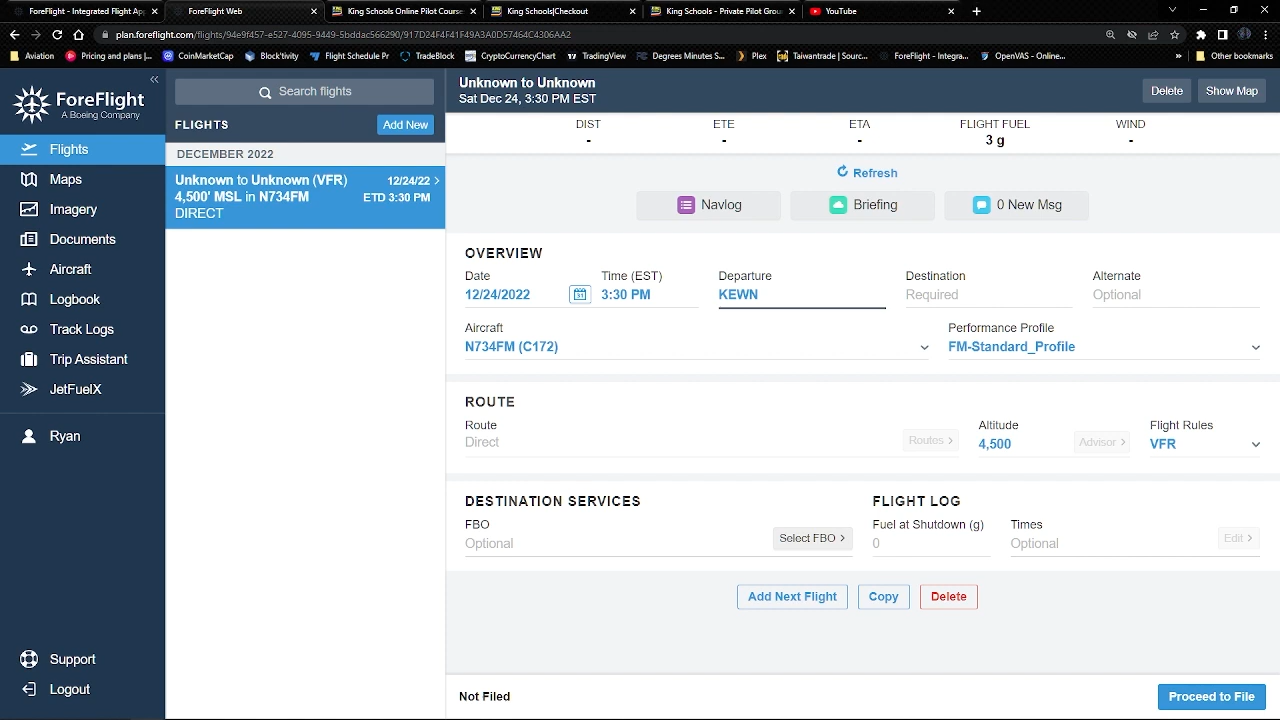 ForeFlight - Integrated Flight App
ForeFlight Web
King Schools Online Pilot Course
King Schools|Checkout
King Schools - Private Pilot Grou
YouTube
plan.foreflight.com/flights/94e9f457-e527-4095-9449-5bddac566290/917D24F4F41F49A3A0D57464C4306AA2
Aviation
Pricing and plans |...
CoinMarketCap
Block'tivity
Flight Schedule Pr
TradeBlock
CryptoCurrencyChart
TradingView
Degrees Minutes S...
Plex
Taiwantrade | Sourc...
ForeFlight - Integra...
OpenVAS - Online...
Other bookmarks
ForeFlight
A Boeing Company
Flights
Maps
Imagery
Documents
Aircraft
Logbook
Track Logs
Trip Assistant
JetFuelX
Ryan
Support
Logout
Search flights
FLIGHTS
Add New
DECEMBER 2022
Unknown to Unknown (VFR) 12/24/22
4,500' MSL in N734FM ETD 3:30 PM
DIRECT
Unknown to Unknown
Sat Dec 24, 3:30 PM EST
Delete Show Map
DIST ETE ETA FLIGHT FUEL WIND
- - - 3 g -
Refresh
Navlog Briefing 0 New Msg
OVERVIEW
Date Time (EST) Departure Destination Alternate
12/24/2022 31 3:30 PM KEWN Required Optional
Aircraft Performance Profile
N734FM (C172) FM-Standard_Profile
ROUTE
Route Altitude Flight Rules
Direct Routes 4,500 Advisor VFR
DESTINATION SERVICES FLIGHT LOG
FBO Fuel at Shutdown (g) Times
Optional Select FBO 0 Optional Edit
Add Next Flight Copy Delete
Not Filed Proceed to File